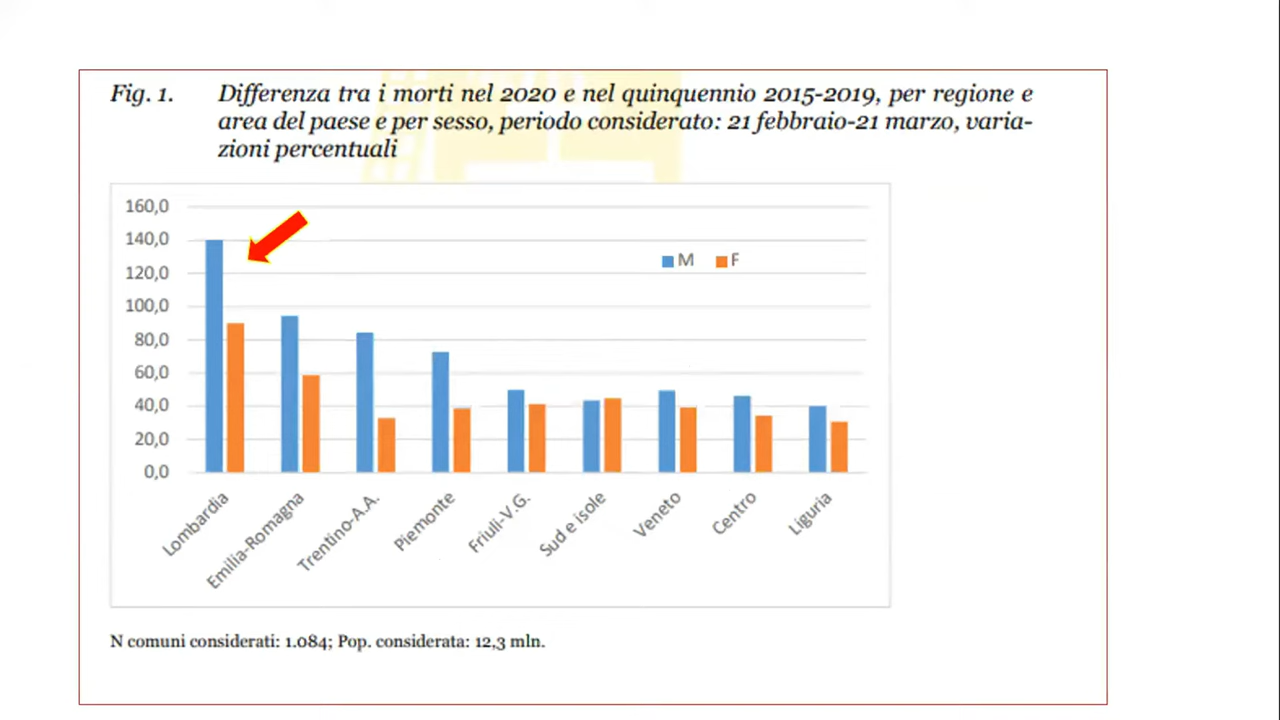 Fig. 1. Differenza tra i morti nel 2020 e nel quinquennio 2015-2019, per regione e
area del paese e per sesso, periodo considerato: 21 febbraio-21 marzo, varia-
zioni percentuali
160,0
140,0
120,0
100,0
80,0
60,0
40,0
20,0
0,0
M F
Lombardia
Emilia-Romagna
Trentino-A.A.
Piemonte
Friuli-V.G.
Sud e isole
Veneto
Centro
Liguria
N comuni considerati: 1.084; Pop. considerata: 12,3 mln.